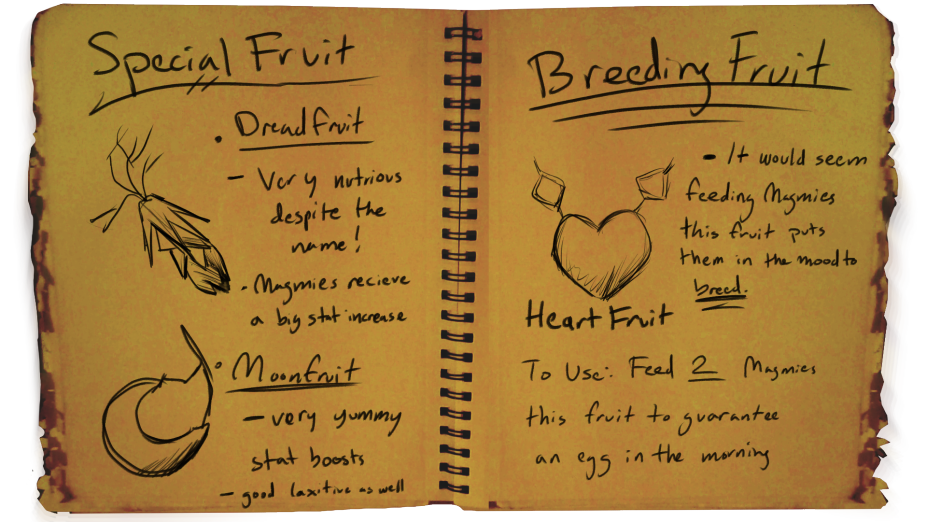 Special Fruit
• Dreadfruit
- Very nutrious
despite the
name!
- Magmies recieve
a big stat increase
° Moonfruit
- very yummy
stat boosts
- good laxitive as well
Breeding Fruit
- It would seem
feeding Magmies
this fruit puts
them in the mood to
breed.
Heart Fruit
To Use: Feed 2 Magmies
this fruit to guarantee
an egg in the morning